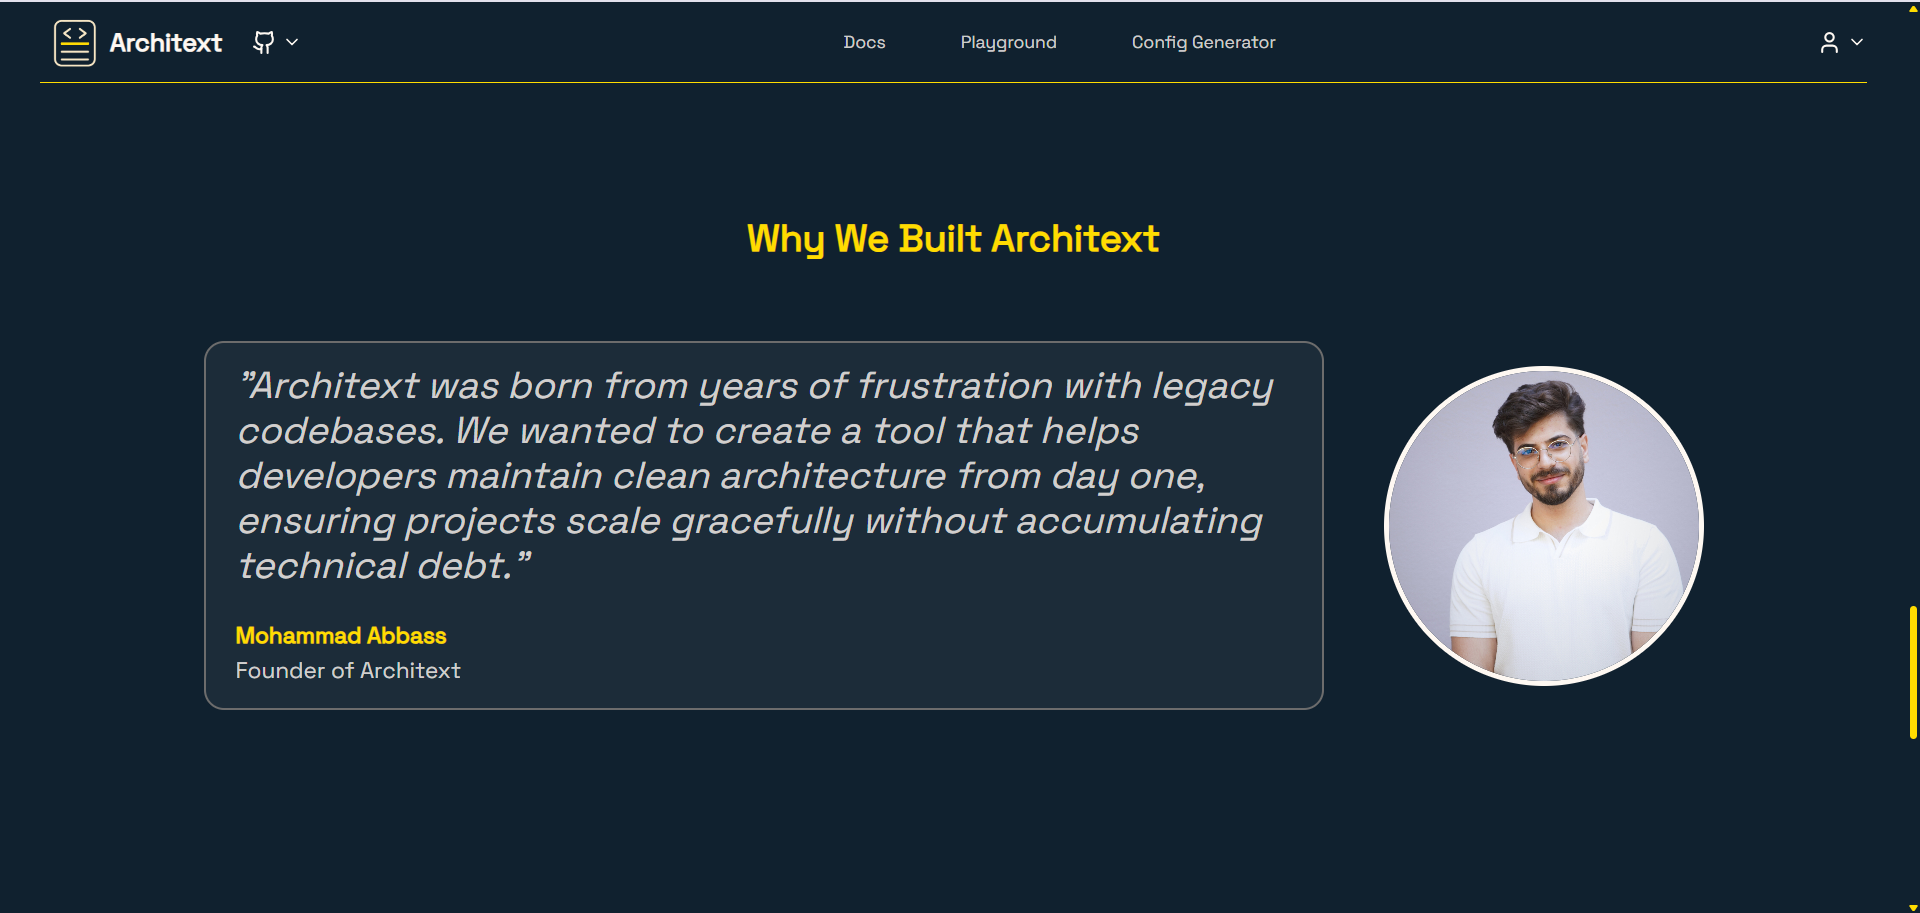 Architext
Docs
Playground
Config Generator
Why We Built Architext
”Architext was born from years of frustration with legacy
codebases. We wanted to create a tool that helps
developers maintain clean architecture from day one,
ensuring projects scale gracefully without accumulating
technical debt.”
Mohammad Abbass
Founder of Architext